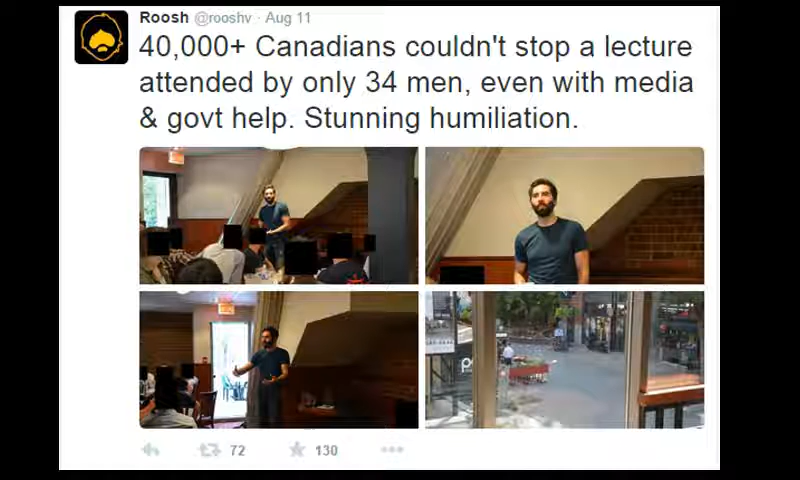 Roosh @rooshv · Aug 11
40,000+ Canadians couldn't stop a lecture
attended by only 34 men, even with media
& govt help. Stunning humiliation.
72 130